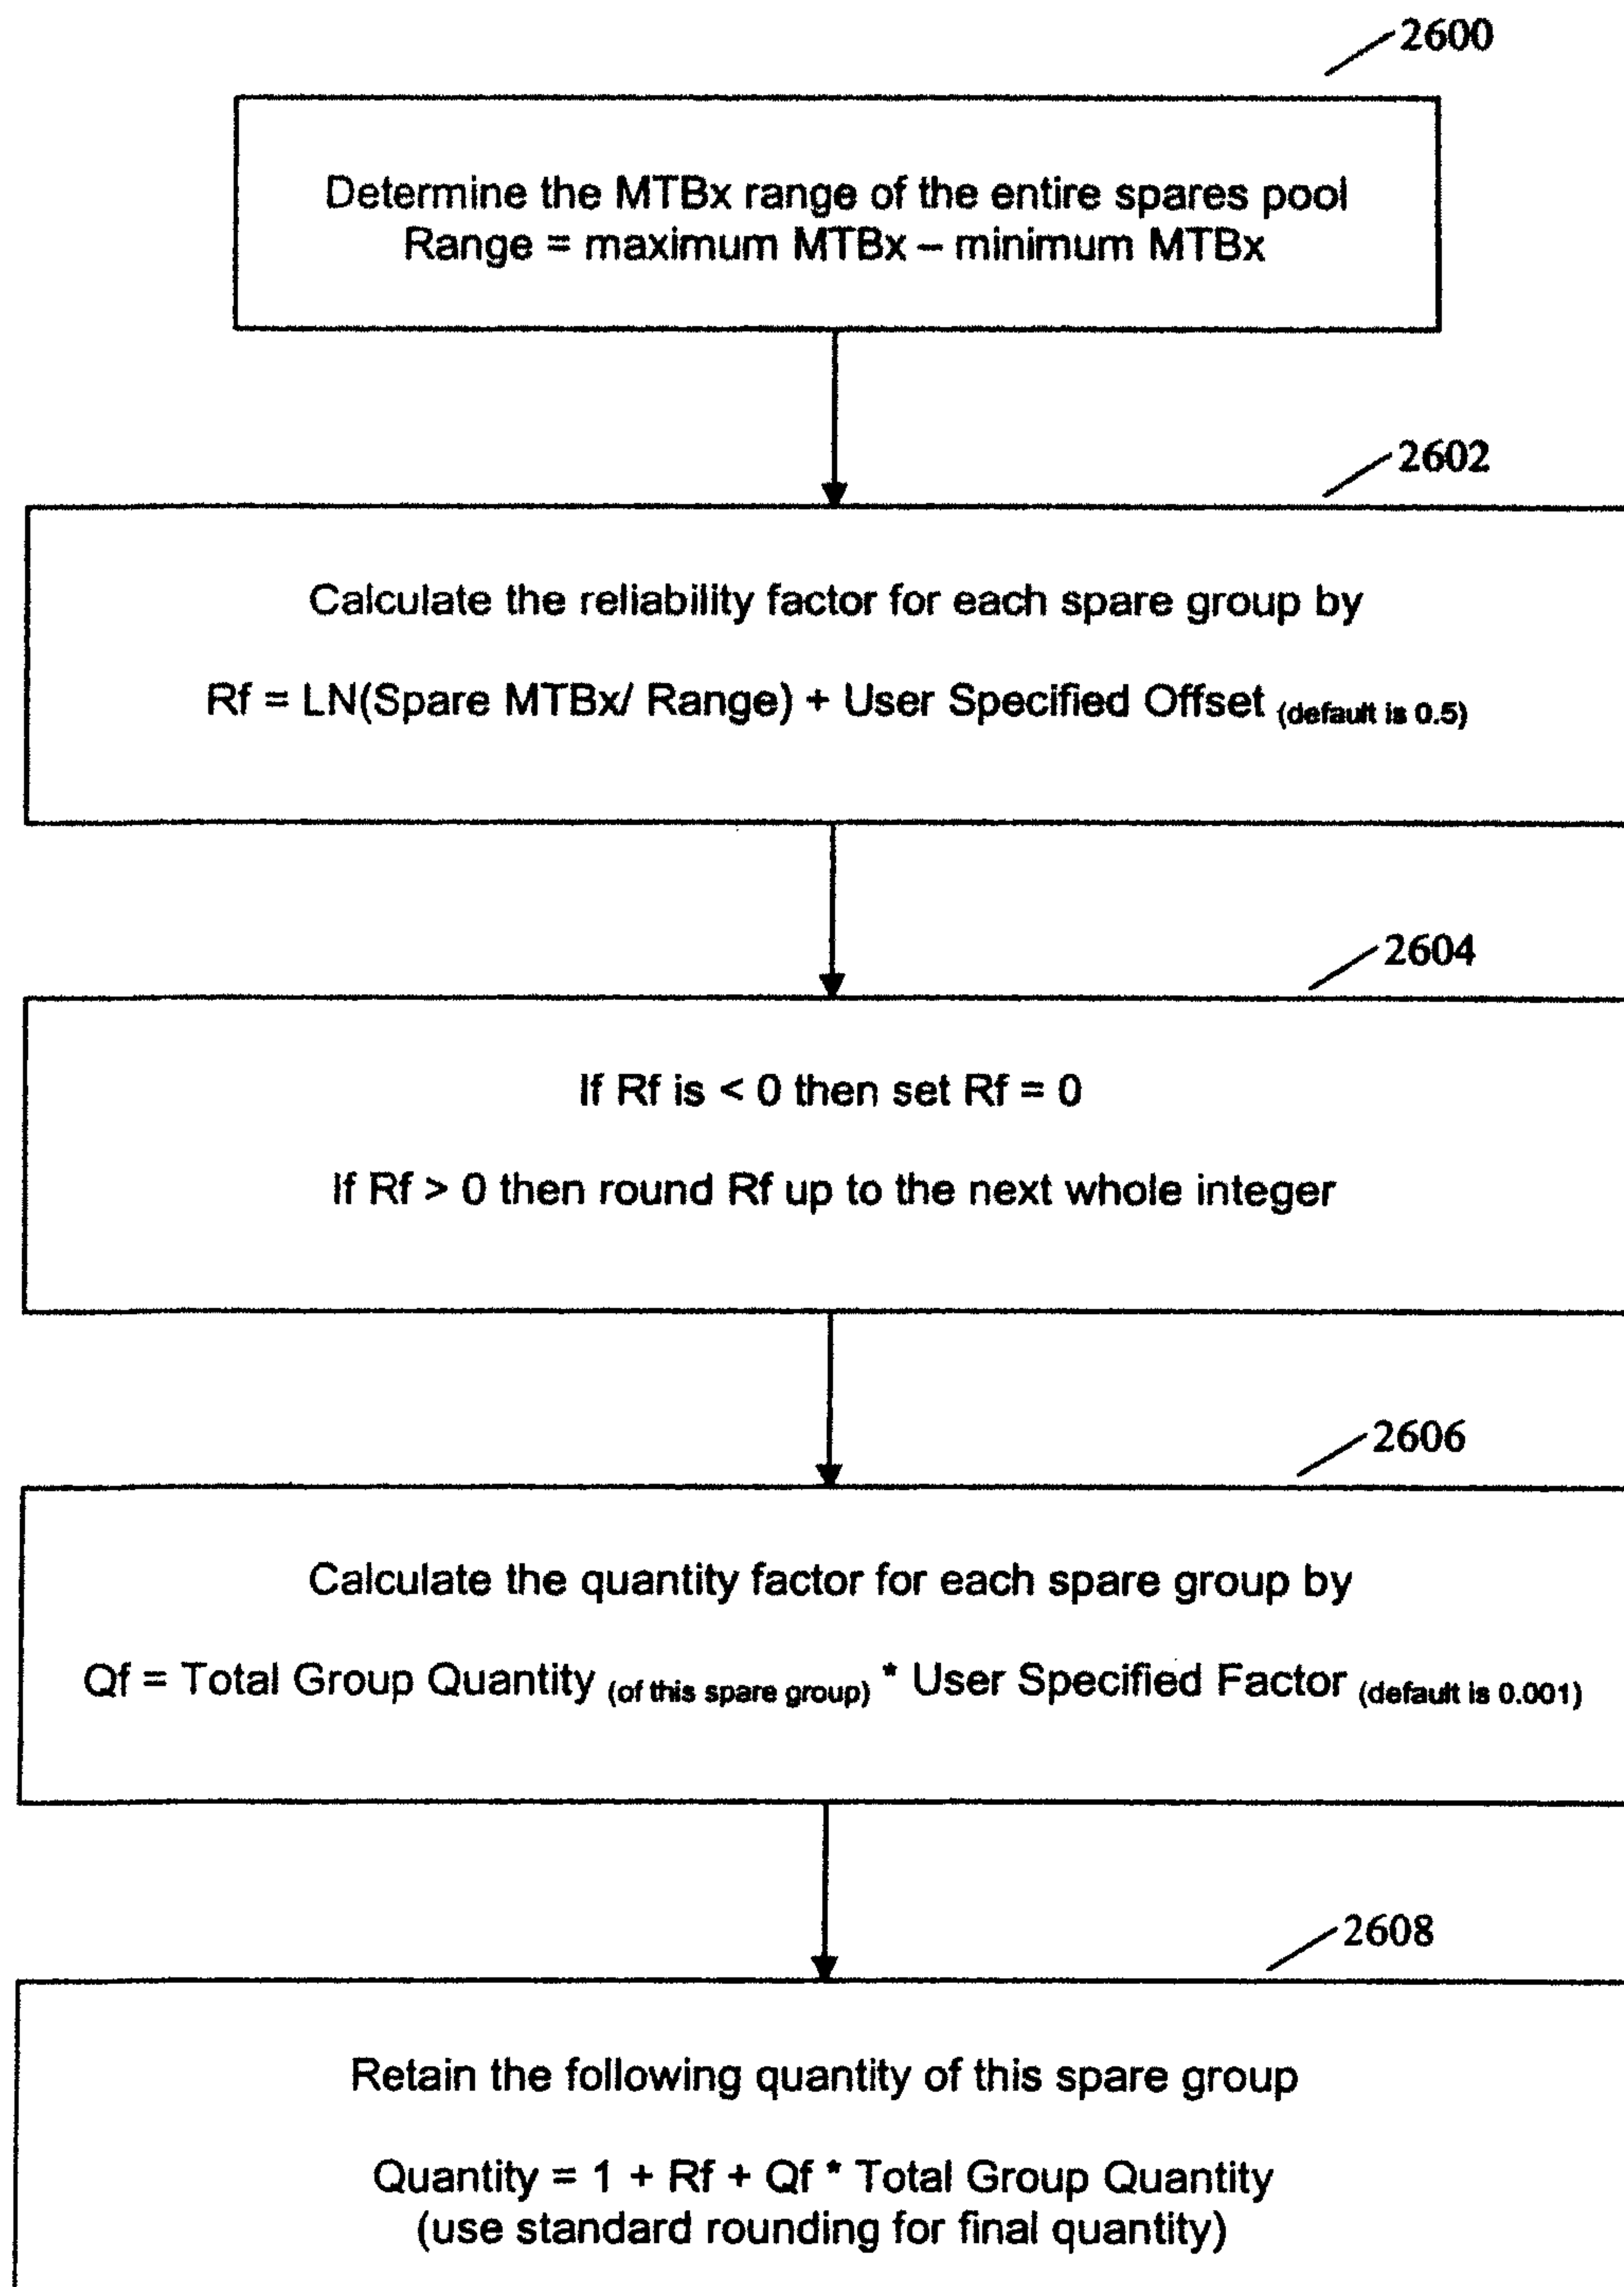 2600
Determine the MTBx range of the entire spares pool
Range = maximum MTBx – minimum MTBx
2602
Calculate the reliability factor for each spare group by
Rf = LN(Spare MTBx/ Range) + User Specified Offset (default is 0.5)
2604
If Rf is < 0 then set Rf = 0
If Rf > 0 then round Rf up to the next whole integer
2606
Calculate the quantity factor for each spare group by
Qf = Total Group Quantity (of this spare group) * User Specified Factor (default is 0.001)
2608
Retain the following quantity of this spare group
Quantity = 1 + Rf + Qf * Total Group Quantity
(use standard rounding for final quantity)